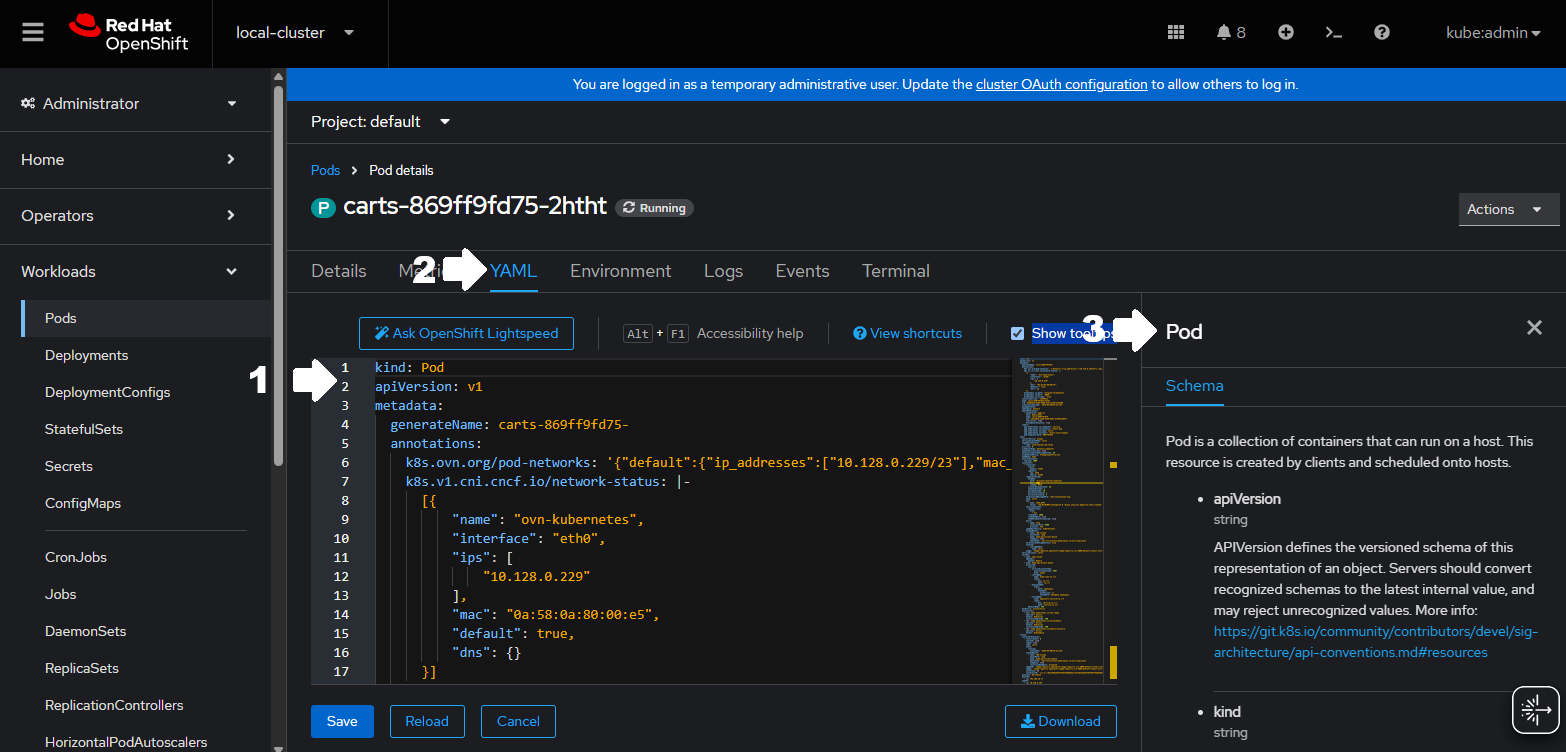 Red Hat
OpenShift
local-cluster
8
kube:admin
You are logged in as a temporary administrative user. Update the cluster OAuth configuration to allow others to log in.
Administrator
Home
Operators
Workloads
Pods
Deployments
DeploymentConfigs
StatefulSets
Secrets
ConfigMaps
CronJobs
Jobs
DaemonSets
ReplicaSets
ReplicationControllers
HorizontalPodAutoscalers
Project: default
Pods > Pod details
P carts-869ff9fd75-2htht Running
Actions
Details
2 YAML Environment Logs Events Terminal
Ask OpenShift Lightspeed Alt + F1 Accessibility help View shortcuts Show
1
1 kind: Pod
2 apiVersion: v1
3 metadata:
4 generateName: carts-869ff9fd75-
5 annotations:
6 k8s.ovn.org/pod-networks: '{"default":{"ip_addresses":["10.128.0.229/23"],"mac_
7 k8s.v1.cni.cncf.io/network-status: |-
8 [{
9 "name": "ovn-kubernetes",
10 "interface": "eth0",
11 "ips": [
12 "10.128.0.229"
13 ],
14 "mac": "0a:58:0a:80:00:e5",
15 "default": true,
16 "dns": {}
17 }]
Save Reload Cancel Download
3 Pod
Schema
Pod is a collection of containers that can run on a host. This
resource is created by clients and scheduled onto hosts.
• apiVersion
string
APIVersion defines the versioned schema of this
representation of an object. Servers should convert
recognized schemas to the latest internal value, and
may reject unrecognized values. More info:
https://git.k8s.io/community/contributors/devel/sig-
architecture/api-conventions.md#resources
• kind
string